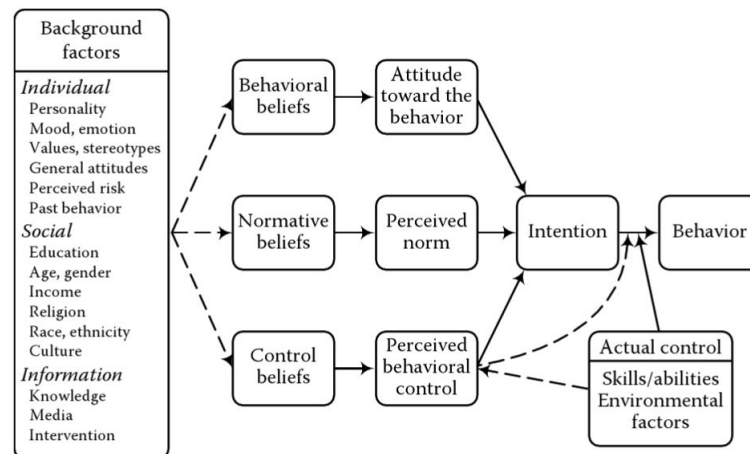 Background
factors
Individual
Personality
Mood, emotion
Values, stereotypes
General attitudes
Perceived risk
Past behavior
Social
Education
Age, gender
Income
Religion
Race, ethnicity
Culture
Information
Knowledge
Media
Intervention
Behavioral
beliefs
Attitude
toward the
behavior
Normative
beliefs
Perceived
norm
Intention
Behavior
Control
beliefs
Perceived
behavioral
control
Actual control
Skills/abilities
Environmental
factors